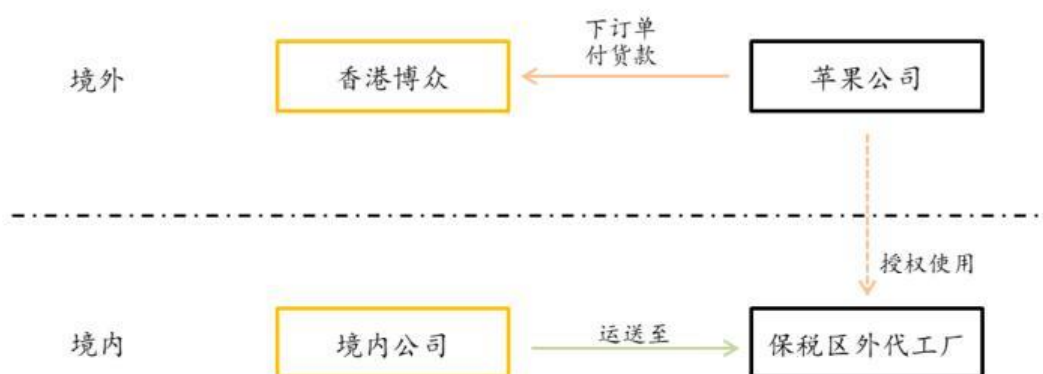 下订单
付货款
境外
香港博众
苹果公司
授权使用
境内
境内公司
运送至
保税区外代工厂